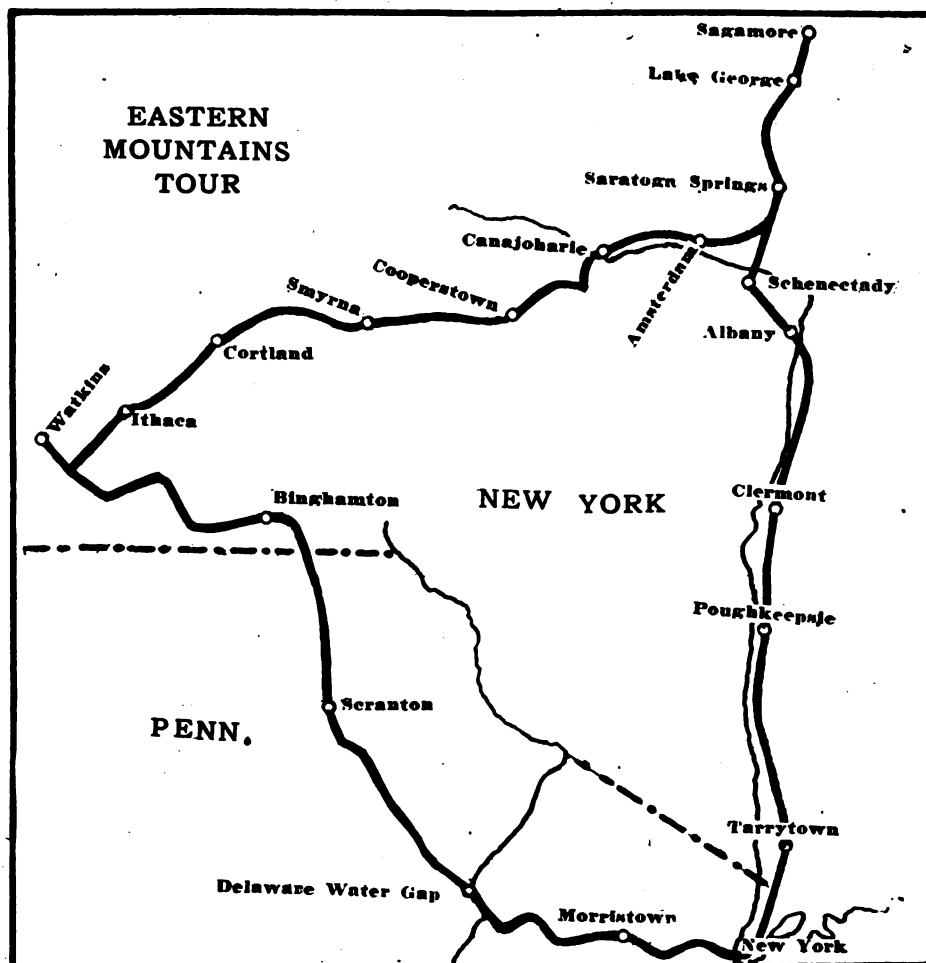 Sagamore
Lake George
EASTERN
MOUNTAINS
TOUR
Saratogn Springs
Canajoharie
Amsterdam
Cooperstown
Schenectady
Smyrna
Albany
Cortland
Watkins
Ithaca
Clermont
Binghamton
NEW YORK
Poughkeepsie
Scranton
PENN.
Tarrytown
Delaware Water Gap
Morristown
New York